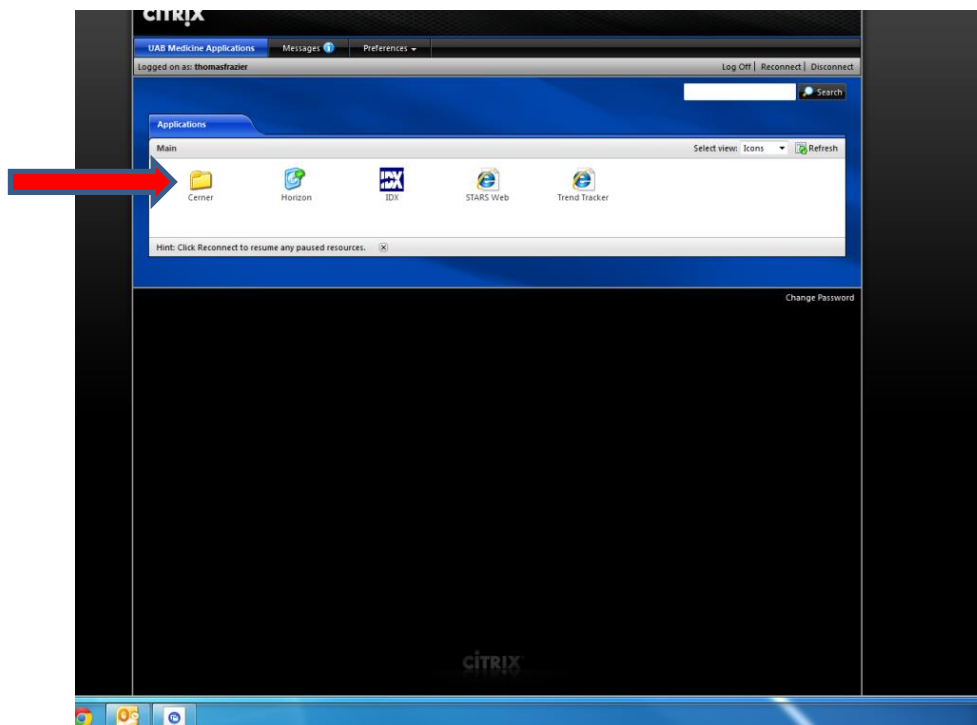 CITRIX
UAB Medicine Applications Messages Preferences
Logged on as: thomasfrazier Log Off | Reconnect | Disconnect
Search
Applications
Main Select view: Icons Refresh
Cerner Horizon IDX STARS Web Trend Tracker
Hint: Click Reconnect to resume any paused resources.
Change Password
CITRIX